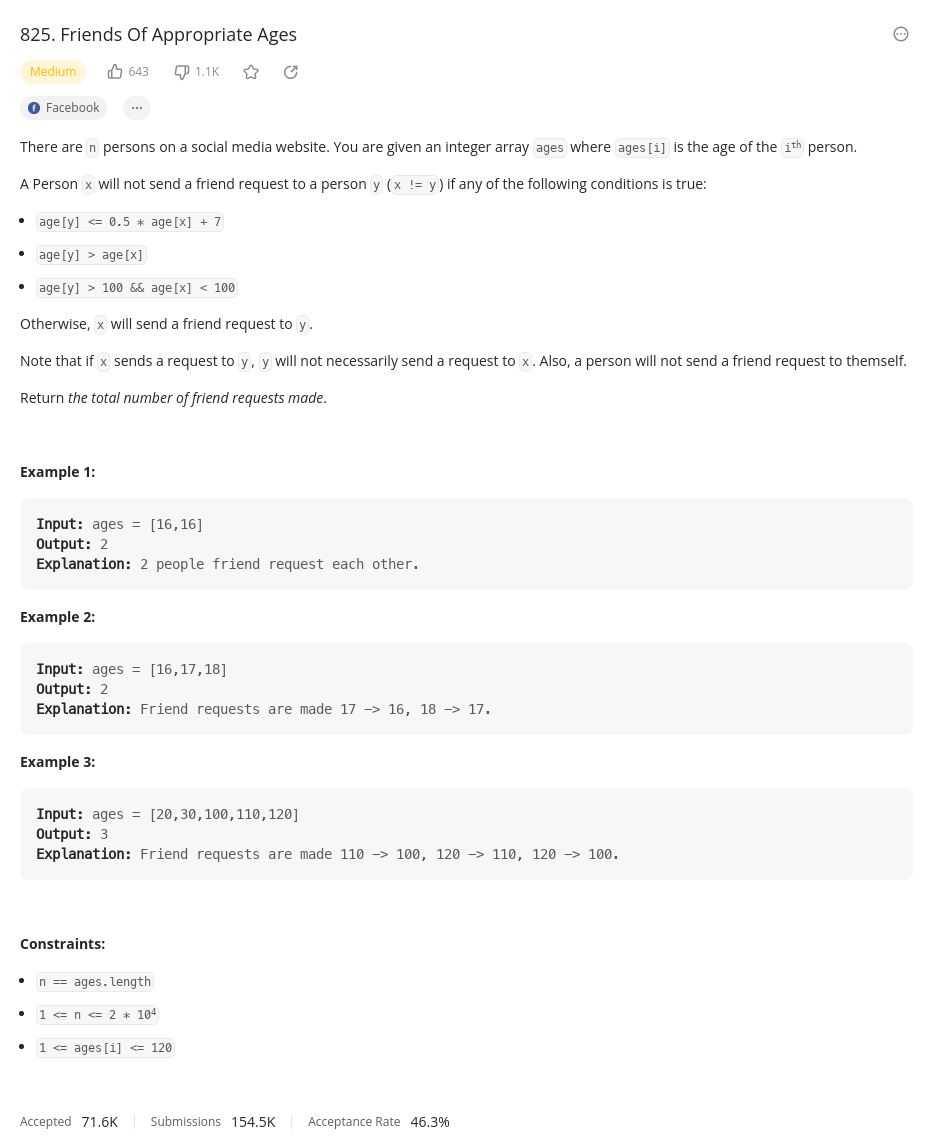 825. Friends Of Appropriate Ages
Medium 643 1.1K
Facebook ...
There are n persons on a social media website. You are given an integer array ages where ages[i] is the age of the ith person.
A Person x will not send a friend request to a person y (x != y) if any of the following conditions is true:
• age[y] <= 0.5 * age[x] + 7
• age[y] > age[x]
• age[y] > 100 && age[x] < 100
Otherwise, x will send a friend request to y.
Note that if x sends a request to y, y will not necessarily send a request to x. Also, a person will not send a friend request to themself.
Return the total number of friend requests made.
Example 1:
Input: ages = [16,16]
Output: 2
Explanation: 2 people friend request each other.
Example 2:
Input: ages = [16,17,18]
Output: 2
Explanation: Friend requests are made 17 -> 16, 18 -> 17.
Example 3:
Input: ages = [20,30,100,110,120]
Output: 3
Explanation: Friend requests are made 110 -> 100, 120 -> 110, 120 -> 100.
Constraints:
• n == ages.length
• 1 <= n <= 2 * 10⁴
• 1 <= ages[i] <= 120
Accepted 71.6K Submissions 154.5K Acceptance Rate 46.3%